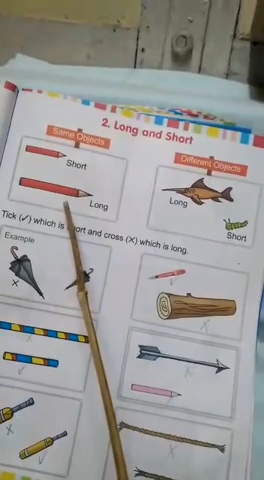 2. Long and Short
Same Objects
Short
Long
Different Objects
Long
Short
Tick (✓) which is short and cross (✕) which is long.
Example